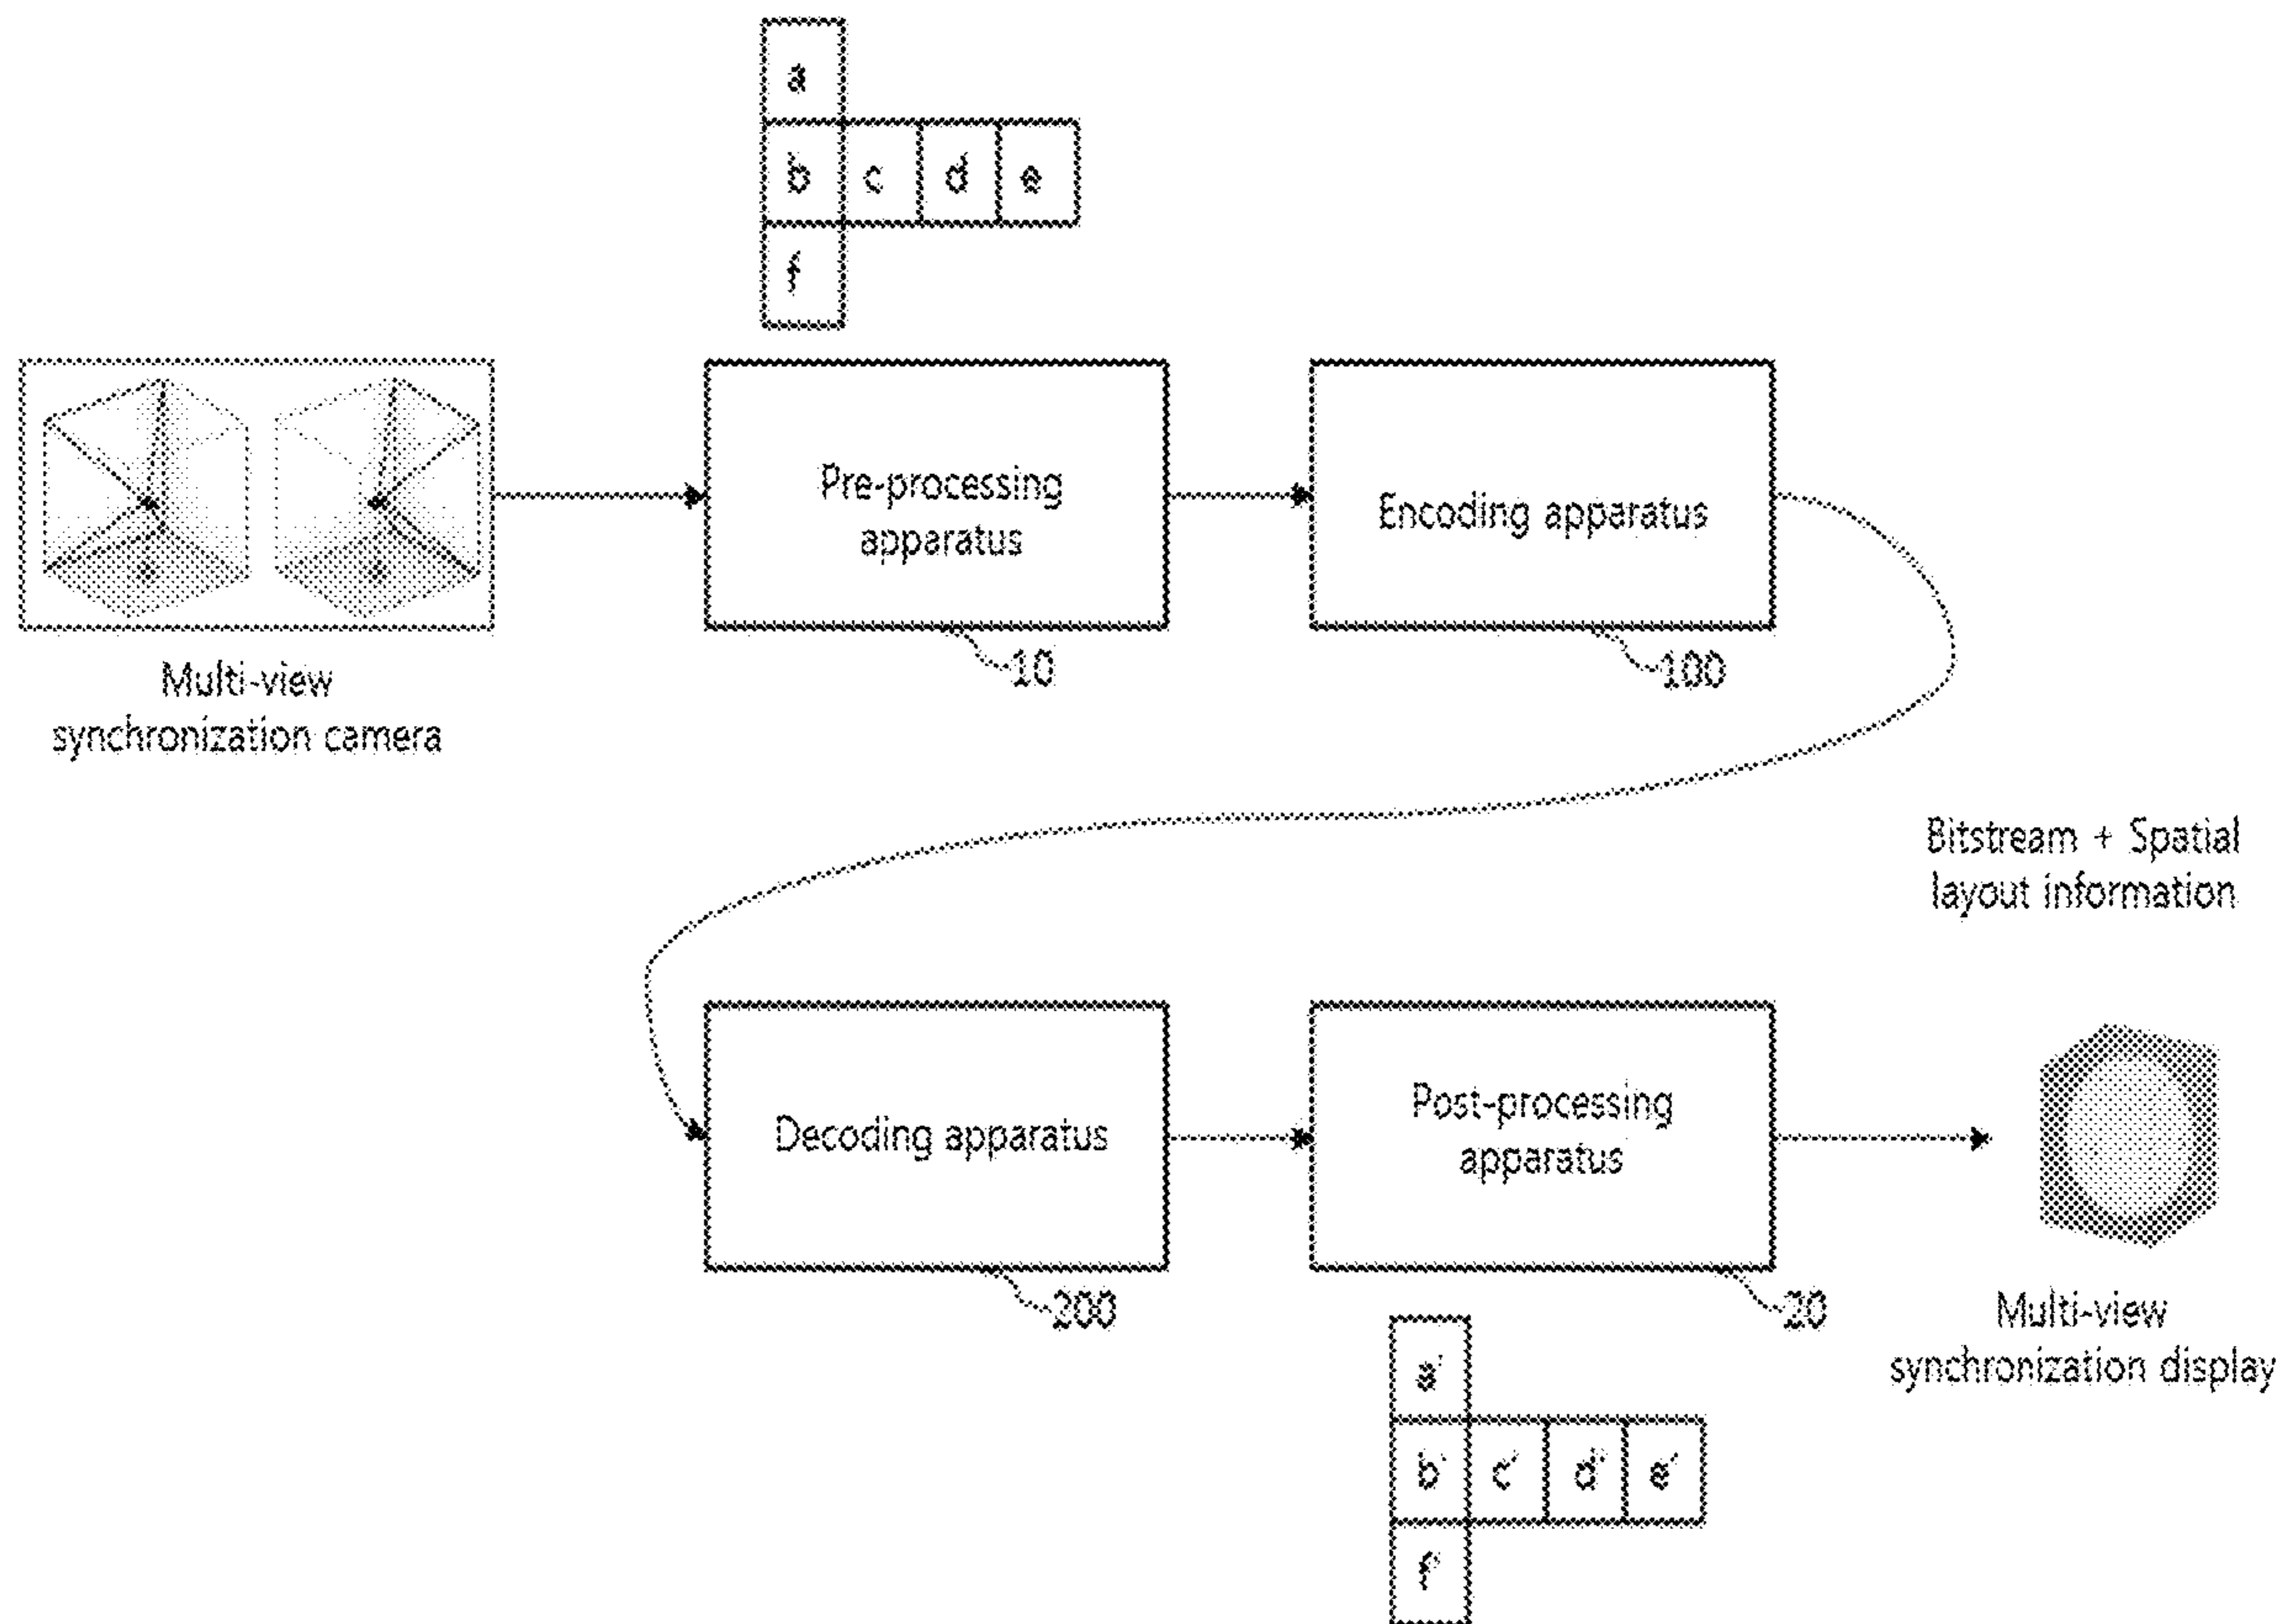 a
b c d e
f
Pre-processing
apparatus
Encoding apparatus
10
100
Multi-view
synchronization camera
Bitstream + Spatial
layout information
Decoding apparatus
Post-processing
apparatus
200
20
Multi-view
synchronization display
a'
b' c' d' e'
f'